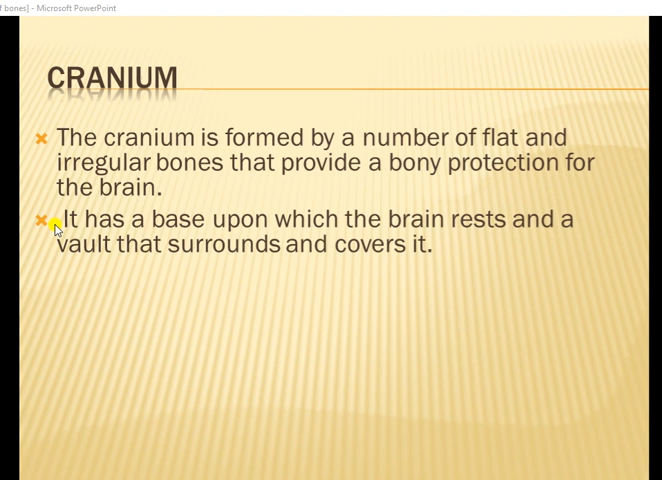 f bones] - Microsoft PowerPoint
CRANIUM
The cranium is formed by a number of flat and
irregular bones that provide a bony protection for
the brain.
It has a base upon which the brain rests and a
vault that surrounds and covers it.